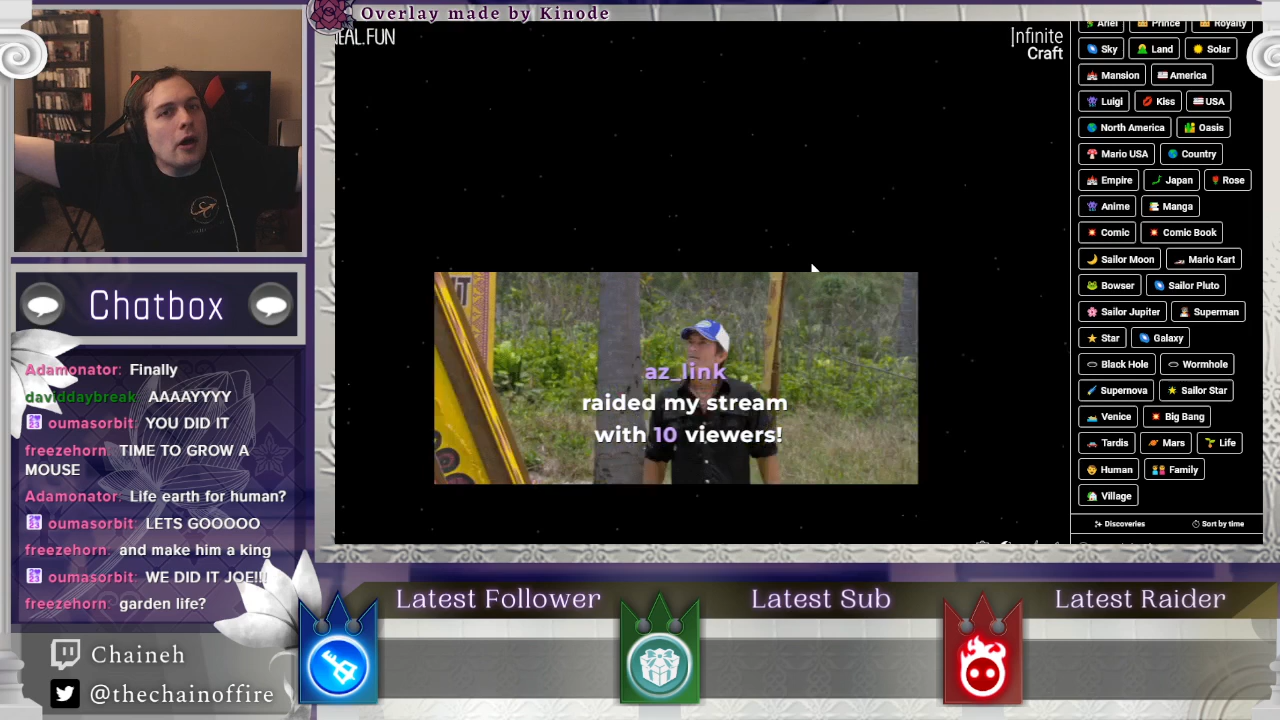 Overlay made by Kinode
EAL.FUN
Infinite
Craft
Ariel
Prince
Royalty
Sky
Land
Solar
Mansion
America
Luigi
Kiss
USA
North America
Oasis
Mario USA
Country
Empire
Japan
Rose
Anime
Manga
Comic
Comic Book
Sailor Moon
Mario Kart
Bowser
Sailor Pluto
Sailor Jupiter
Superman
Star
Galaxy
Black Hole
Wormhole
Supernova
Sailor Star
Venice
Big Bang
Tardis
Mars
Life
Human
Family
Village
Discoveries
Sort by time
az_link
raided my stream
with 10 viewers!
Chatbox
Adamonator: Finally
daviddaybreak: AAAAYYYY
oumasorbit: YOU DID IT
freezehorn: TIME TO GROW A
MOUSE
Adamonator: Life earth for human?
oumasorbit: LETS GOOOOO
freezehorn: and make him a king
oumasorbit: WE DID IT JOE!!!
freezehorn: garden life?
Chaineh
@thechainoffire
Latest Follower
Latest Sub
Latest Raider